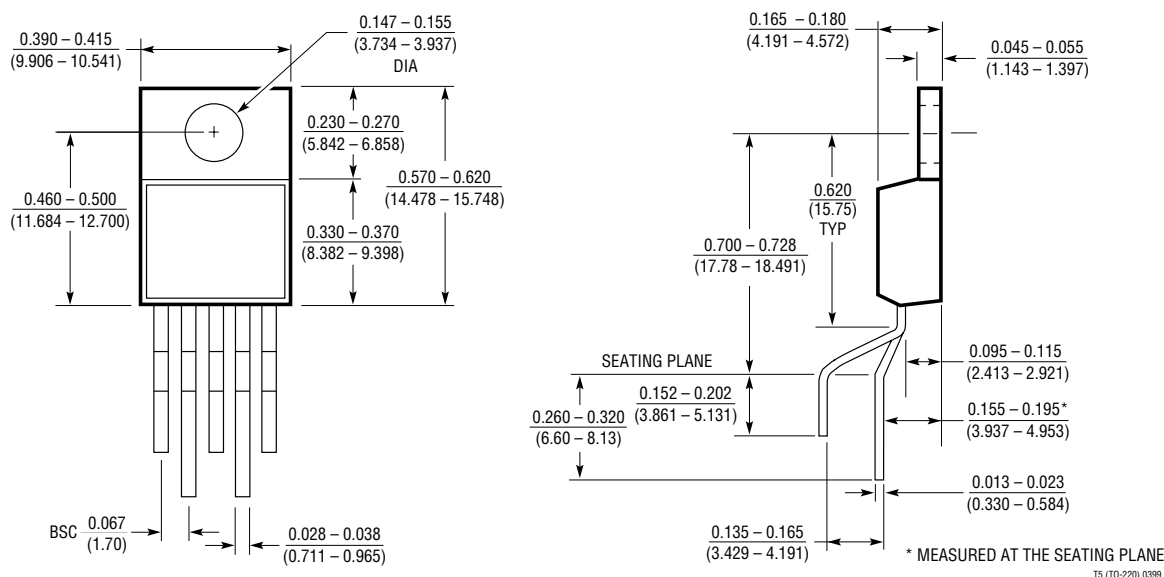 0.390 – 0.415
(9.906 – 10.541)
0.147 – 0.155
(3.734 – 3.937)
DIA
0.230 – 0.270
(5.842 – 6.858)
0.460 – 0.500
(11.684 – 12.700)
0.570 – 0.620
(14.478 – 15.748)
0.330 – 0.370
(8.382 – 9.398)
BSC
0.067
(1.70)
0.028 – 0.038
(0.711 – 0.965)
0.165 – 0.180
(4.191 – 4.572)
0.045 – 0.055
(1.143 – 1.397)
0.620
(15.75)
TYP
0.700 – 0.728
(17.78 – 18.491)
SEATING PLANE
0.152 – 0.202
(3.861 – 5.131)
0.260 – 0.320
(6.60 – 8.13)
0.095 – 0.115
(2.413 – 2.921)
0.155 – 0.195*
(3.937 – 4.953)
0.013 – 0.023
(0.330 – 0.584)
0.135 – 0.165
(3.429 – 4.191)
* MEASURED AT THE SEATING PLANE
T5 (TO-220) 0399